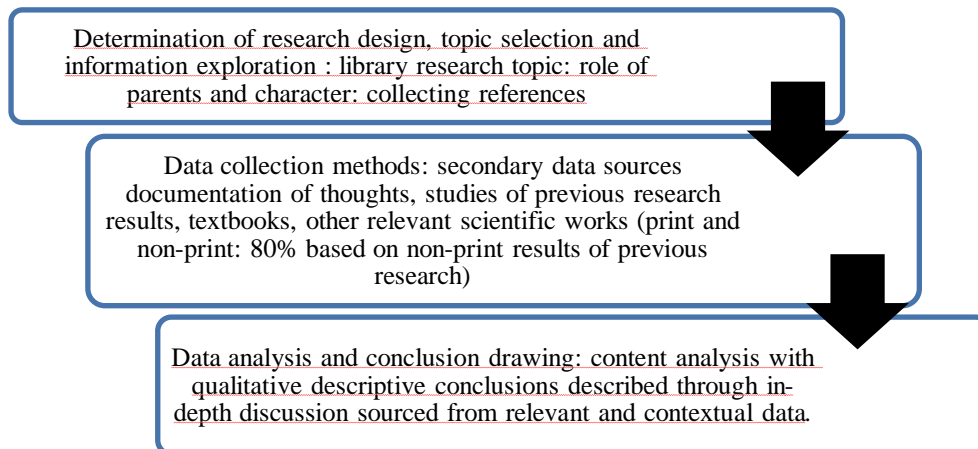 Determination of research design, topic selection and
information exploration : library research topic: role of
parents and character: collecting references
Data collection methods: secondary data sources
documentation of thoughts, studies of previous research
results, textbooks, other relevant scientific works (print and
non-print: 80% based on non-print results of previous
research)
Data analysis and conclusion drawing: content analysis with
qualitative descriptive conclusions described through in-
depth discussion sourced from relevant and contextual data.